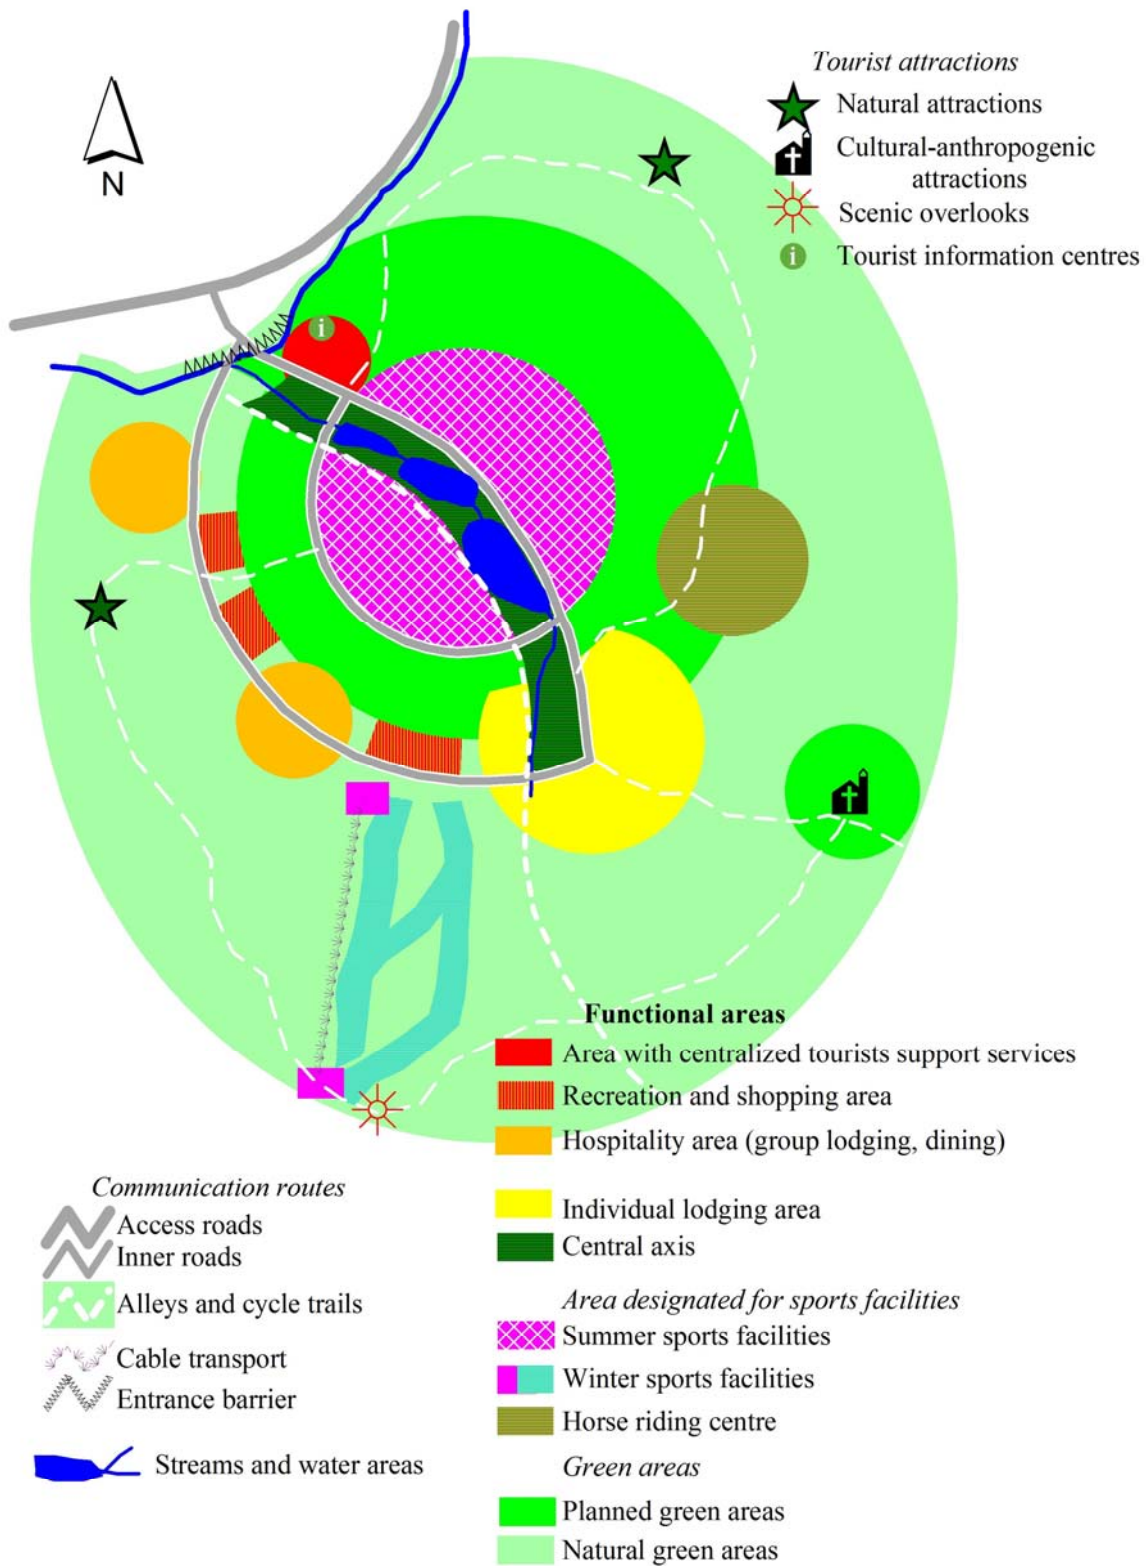 Tourist attractions
Natural attractions
Cultural-anthropogenic
attractions
Scenic overlooks
i Tourist information centres
N
i
Functional areas
Area with centralized tourists support services
Recreation and shopping area
Hospitality area (group lodging, dining)
Individual lodging area
Central axis
Area designated for sports facilities
Summer sports facilities
Winter sports facilities
Horse riding centre
Green areas
Planned green areas
Natural green areas
Communication routes
Access roads
Inner roads
Alleys and cycle trails
Cable transport
Entrance barrier
Streams and water areas